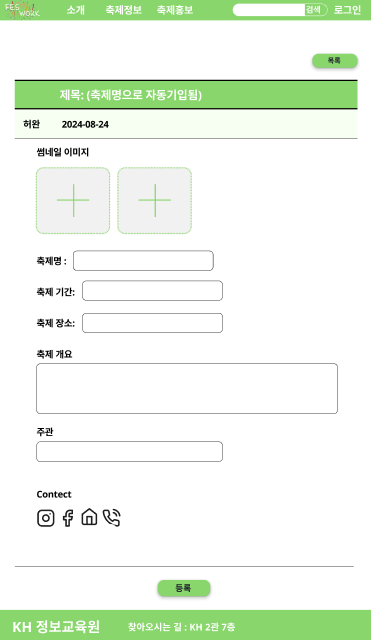 FES
WORK.
소개 축제정보 축제홍보 검색 로그인
목록
제목: (축제명으로 자동기입됨)
허완 2024-08-24
썸네일 이미지
축제명 :
축제 기간:
축제 장소:
축제 개요
주관
Contect
등록
KH 정보교육원 찾아오시는 길 : KH 2관 7층